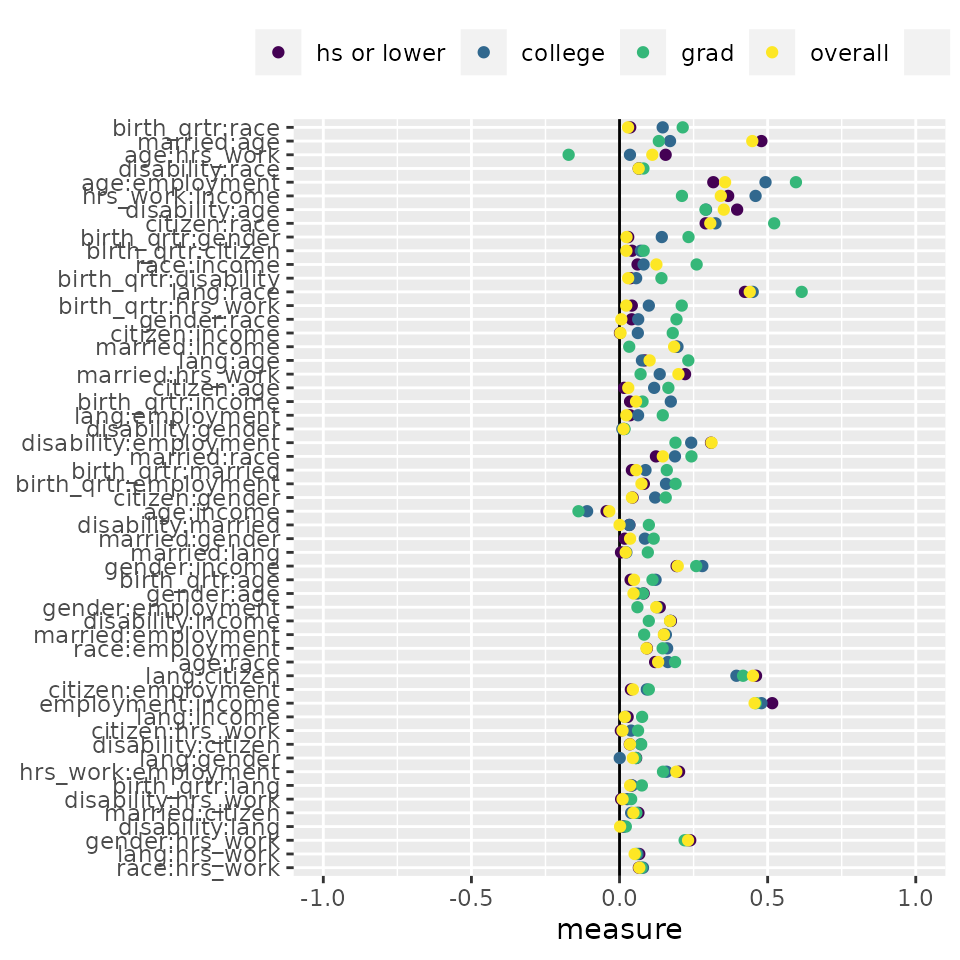 hs or lower college grad overall
birth_qrtr:race
married:age
age:hrs_work
disability:race
age:employment
hrs_work:income
disability:age
citizen:race
birth_qrtr:gender
birth_qrtr:citizen
race:income
birth_qrtr:disability
lang:race
birth_qrtr:hrs_work
gender:race
citizen:income
married:income
lang:age
married:hrs_work
citizen:age
birth_qrtr:income
lang:employment
disability:gender
disability:employment
married:race
birth_qrtr:married
birth_qrtr:employment
citizen:gender
age:income
disability:married
married:gender
married:lang
gender:income
birth_qrtr:age
gender:age
gender:employment
disability:income
married:employment
race:employment
age:race
lang:citizen
citizen:employment
employment:income
lang:income
citizen:hrs_work
disability:citizen
lang:gender
hrs_work:employment
birth_qrtr:lang
disability:hrs_work
married:citizen
disability:lang
gender:hrs_work
lang:hrs_work
race:hrs_work
-1.0 -0.5 0.0 0.5 1.0
measure